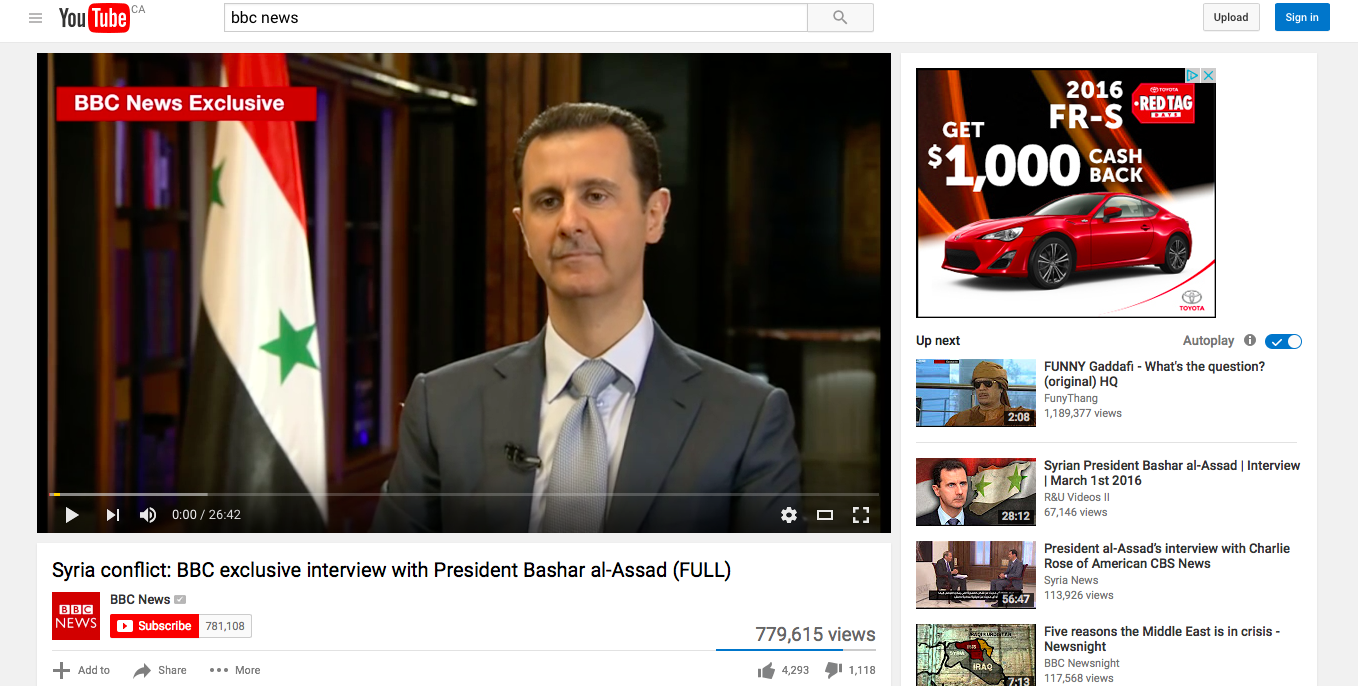 YouTube CA
bbc news
Upload
Sign in
BBC News Exclusive
0:00 / 26:42
Syria conflict: BBC exclusive interview with President Bashar al-Assad (FULL)
BBC
NEWS
BBC News
Subscribe 781,108
779,615 views
Add to Share More
4,293 1,118
2016
FR-S
TOYOTA
RED TAG
DAYS
GET
$1,000 CASH
BACK
TOYOTA
Up next Autoplay
2:08
FUNNY Gaddafi - What's the question?
(original) HQ
FunyThang
1,189,377 views
28:12
Syrian President Bashar al-Assad | Interview
| March 1st 2016
R&U Videos II
67,146 views
56:47
President al-Assad's interview with Charlie
Rose of American CBS News
Syria News
113,926 views
IRAQI KURDISTAN
SYRIA
IRAQ
7:13
Five reasons the Middle East is in crisis -
Newsnight
BBC Newsnight
117,568 views